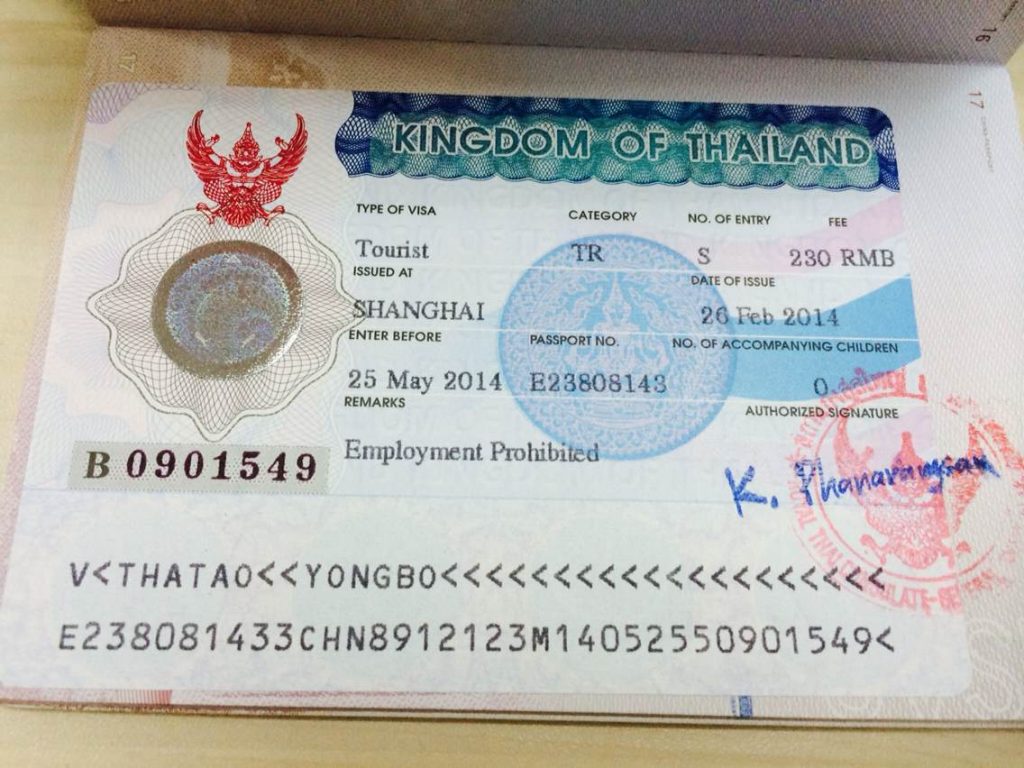 16
17
17
KINGDOM OF THAILAND
TYPE OF VISA CATEGORY NO. OF ENTRY FEE
Tourist TR S 230 RMB
ISSUED AT DATE OF ISSUE
SHANGHAI 26 Feb 2014
ENTER BEFORE PASSPORT NO. NO. OF ACCOMPANYING CHILDREN
25 May 2014 E23808143 0
REMARKS AUTHORIZED SIGNATURE
Employment Prohibited
B 0901549
K.
V<THATAO<<YONGBO<<<<<<<<<<<<<<<<<<<<<<
E238081433CHN8912123M14052550901549<